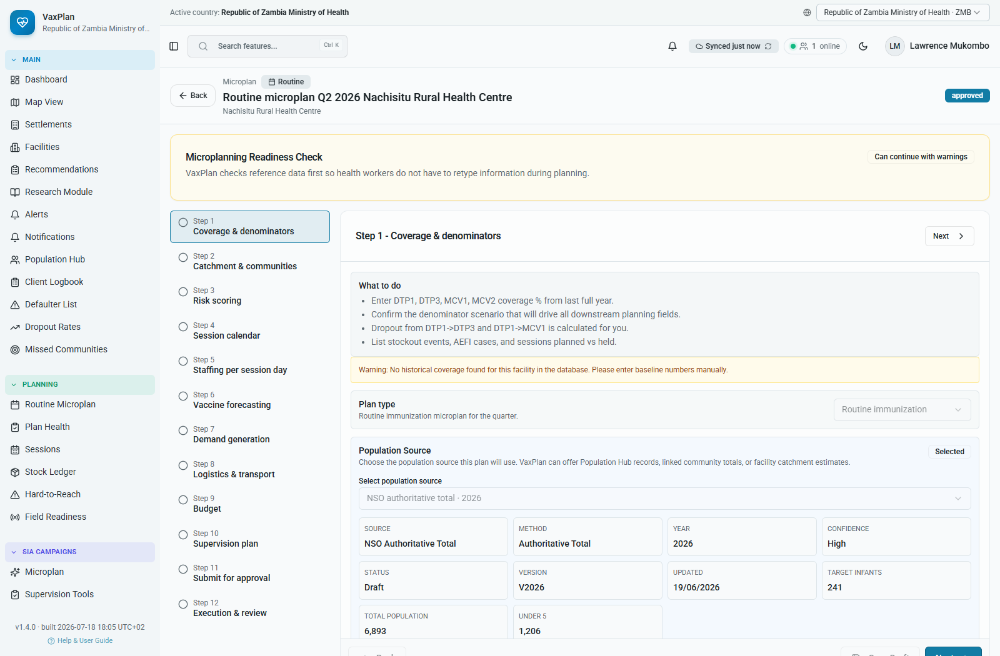 VaxPlan
Republic of Zambia Ministry of...
MAIN
Dashboard
Map View
Settlements
Facilities
Recommendations
Research Module
Alerts
Notifications
Population Hub
Client Logbook
Defaulter List
Dropout Rates
Missed Communities
PLANNING
Routine Microplan
Plan Health
Sessions
Stock Ledger
Hard-to-Reach
Field Readiness
SIA CAMPAIGNS
Microplan
Supervision Tools
v1.4.0 · built 2026-07-18 18:05 UTC+02
Help & User Guide
Active country: Republic of Zambia Ministry of Health
Republic of Zambia Ministry of Health · ZMB
Search features...
Ctrl K
Synced just now
1 online
LM
Lawrence Mukombo
Back
Microplan
Routine
Routine microplan Q2 2026 Nachisitu Rural Health Centre
Nachisitu Rural Health Centre
approved
Microplanning Readiness Check
VaxPlan checks reference data first so health workers do not have to retype information during planning.
Can continue with warnings
Step 1
Coverage & denominators
Step 2
Catchment & communities
Step 3
Risk scoring
Step 4
Session calendar
Step 5
Staffing per session day
Step 6
Vaccine forecasting
Step 7
Demand generation
Step 8
Logistics & transport
Step 9
Budget
Step 10
Supervision plan
Step 11
Submit for approval
Step 12
Execution & review
Step 1 - Coverage & denominators
Next
What to do
• Enter DTP1, DTP3, MCV1, MCV2 coverage % from last full year.
• Confirm the denominator scenario that will drive all downstream planning fields.
• Dropout from DTP1->DTP3 and DTP1->MCV1 is calculated for you.
• List stockout events, AEFI cases, and sessions planned vs held.
Warning: No historical coverage found for this facility in the database. Please enter baseline numbers manually.
Plan type
Routine immunization microplan for the quarter.
Routine immunization
Population Source
Selected
Choose the population source this plan will use. VaxPlan can offer Population Hub records, linked community totals, or facility catchment estimates.
Select population source
NSO authoritative total · 2026
SOURCE
NSO Authoritative Total
METHOD
Authoritative Total
YEAR
2026
CONFIDENCE
High
STATUS
Draft
VERSION
V2026
UPDATED
19/06/2026
TARGET INFANTS
241
TOTAL POPULATION
6,893
UNDER 5
1,206